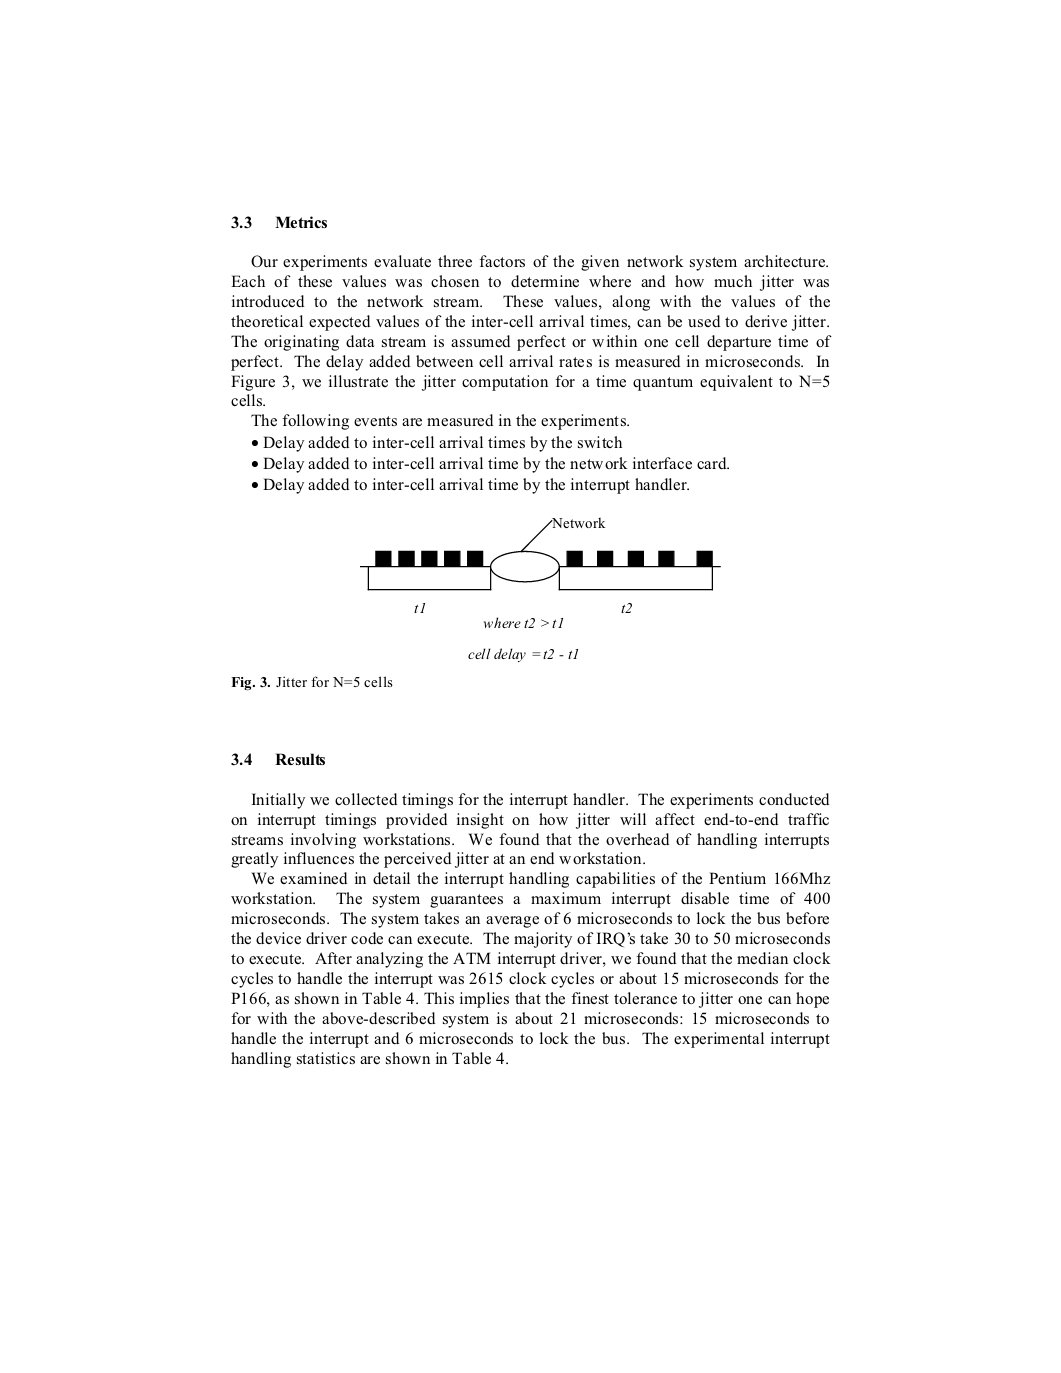 3.3 Metrics
Our experiments evaluate three factors of the given network system architecture.
Each of these values was chosen to determine where and how much jitter was
introduced to the network stream. These values, along with the values of the
theoretical expected values of the inter-cell arrival times, can be used to derive jitter.
The originating data stream is assumed perfect or within one cell departure time of
perfect. The delay added between cell arrival rates is measured in microseconds. In
Figure 3, we illustrate the jitter computation for a time quantum equivalent to N=5
cells.
The following events are measured in the experiments.
• Delay added to inter-cell arrival times by the switch
• Delay added to inter-cell arrival time by the network interface card.
• Delay added to inter-cell arrival time by the interrupt handler.
Network
t1 t2
where t2 > t1
cell delay = t2 - t1
Fig. 3. Jitter for N=5 cells
3.4 Results
Initially we collected timings for the interrupt handler. The experiments conducted
on interrupt timings provided insight on how jitter will affect end-to-end traffic
streams involving workstations. We found that the overhead of handling interrupts
greatly influences the perceived jitter at an end workstation.
We examined in detail the interrupt handling capabilities of the Pentium 166Mhz
workstation. The system guarantees a maximum interrupt disable time of 400
microseconds. The system takes an average of 6 microseconds to lock the bus before
the device driver code can execute. The majority of IRQ's take 30 to 50 microseconds
to execute. After analyzing the ATM interrupt driver, we found that the median clock
cycles to handle the interrupt was 2615 clock cycles or about 15 microseconds for the
P166, as shown in Table 4. This implies that the finest tolerance to jitter one can hope
for with the above-described system is about 21 microseconds: 15 microseconds to
handle the interrupt and 6 microseconds to lock the bus. The experimental interrupt
handling statistics are shown in Table 4.